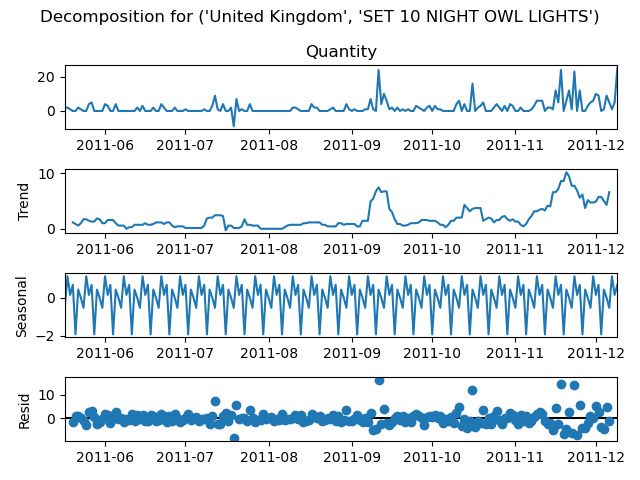 Decomposition for ('United Kingdom', 'SET 10 NIGHT OWL LIGHTS')
Quantity
20
0
2011-06 2011-07 2011-08 2011-09 2011-10 2011-11 2011-12
Trend
10
0
2011-06 2011-07 2011-08 2011-09 2011-10 2011-11 2011-12
Seasonal
0
−2
2011-06 2011-07 2011-08 2011-09 2011-10 2011-11 2011-12
Resid
10
0
2011-06 2011-07 2011-08 2011-09 2011-10 2011-11 2011-12